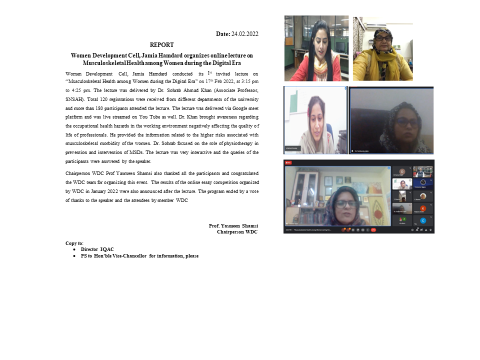 Date: 24.02.2022
REPORT
Women Development Cell, Jamia Hamdard organizes online lecture on
Musculoskeletal Health among Women during the Digital Era
Women Development Cell, Jamia Hamdard conducted its 1st invited lecture on
"Musculoskeletal Health among Women during the Digital Era" on 17th Feb 2022, at 3:15 pm
to 4:25 pm. The lecture was delivered by Dr. Sohrab Ahmad Khan (Associate Professor,
SNSAH). Total 120 registrations were received from different departments of the university
and more than 180 participants attended the lecture. The lecture was delivered via Google meet
platform and was live streamed on You Tube as well. Dr. Khan brought awareness regarding
the occupational health hazards in the working environment negatively affecting the quality of
life of professionals. He provided the information related to the higher risks associated with
musculoskeletal morbidity of the women. Dr. Sohrab focused on the role of physiotherapy in
prevention and intervention of MSDs. The lecture was very interactive and the queries of the
participants were answered by the speaker.
Chairperson WDC Prof Yasmeen Shamsi also thanked all the participants and congratulated
the WDC team for organizing this event. The results of the online essay competition organized
by WDC in January 2022 were also announced after the lecture. The program ended by a vote
of thanks to the speaker and the attendees by member WDC
Prof. Yasmeen Shamsi
Chairperson WDC
Copy to:
• Director IQAC
• PS to Hon'ble Vice-Chancellor for information, please